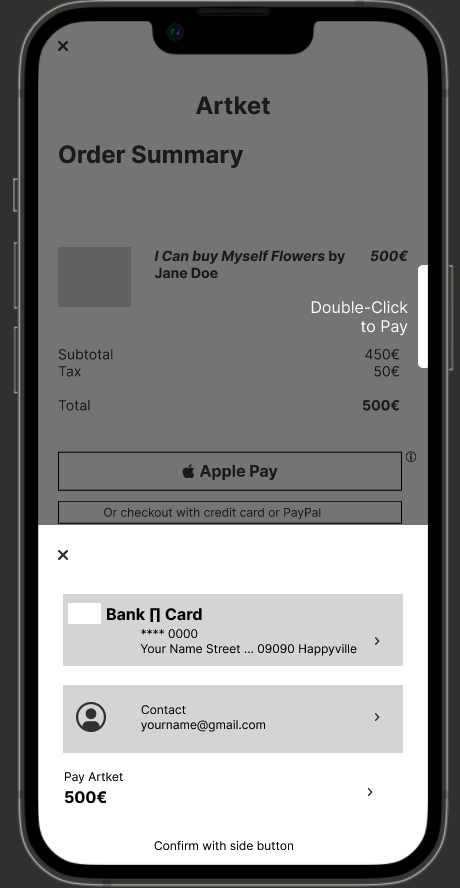 Artket
Order Summary
I Can buy Myself Flowers by 500€
Jane Doe
Double-Click
to Pay
Subtotal 450€
Tax 50€
Total 500€
Apple Pay
Or checkout with credit card or PayPal
Bank ∏ Card
**** 0000
Your Name Street ... 09090 Happyville
Contact
yourname@gmail.com
Pay Artket
500€
Confirm with side button